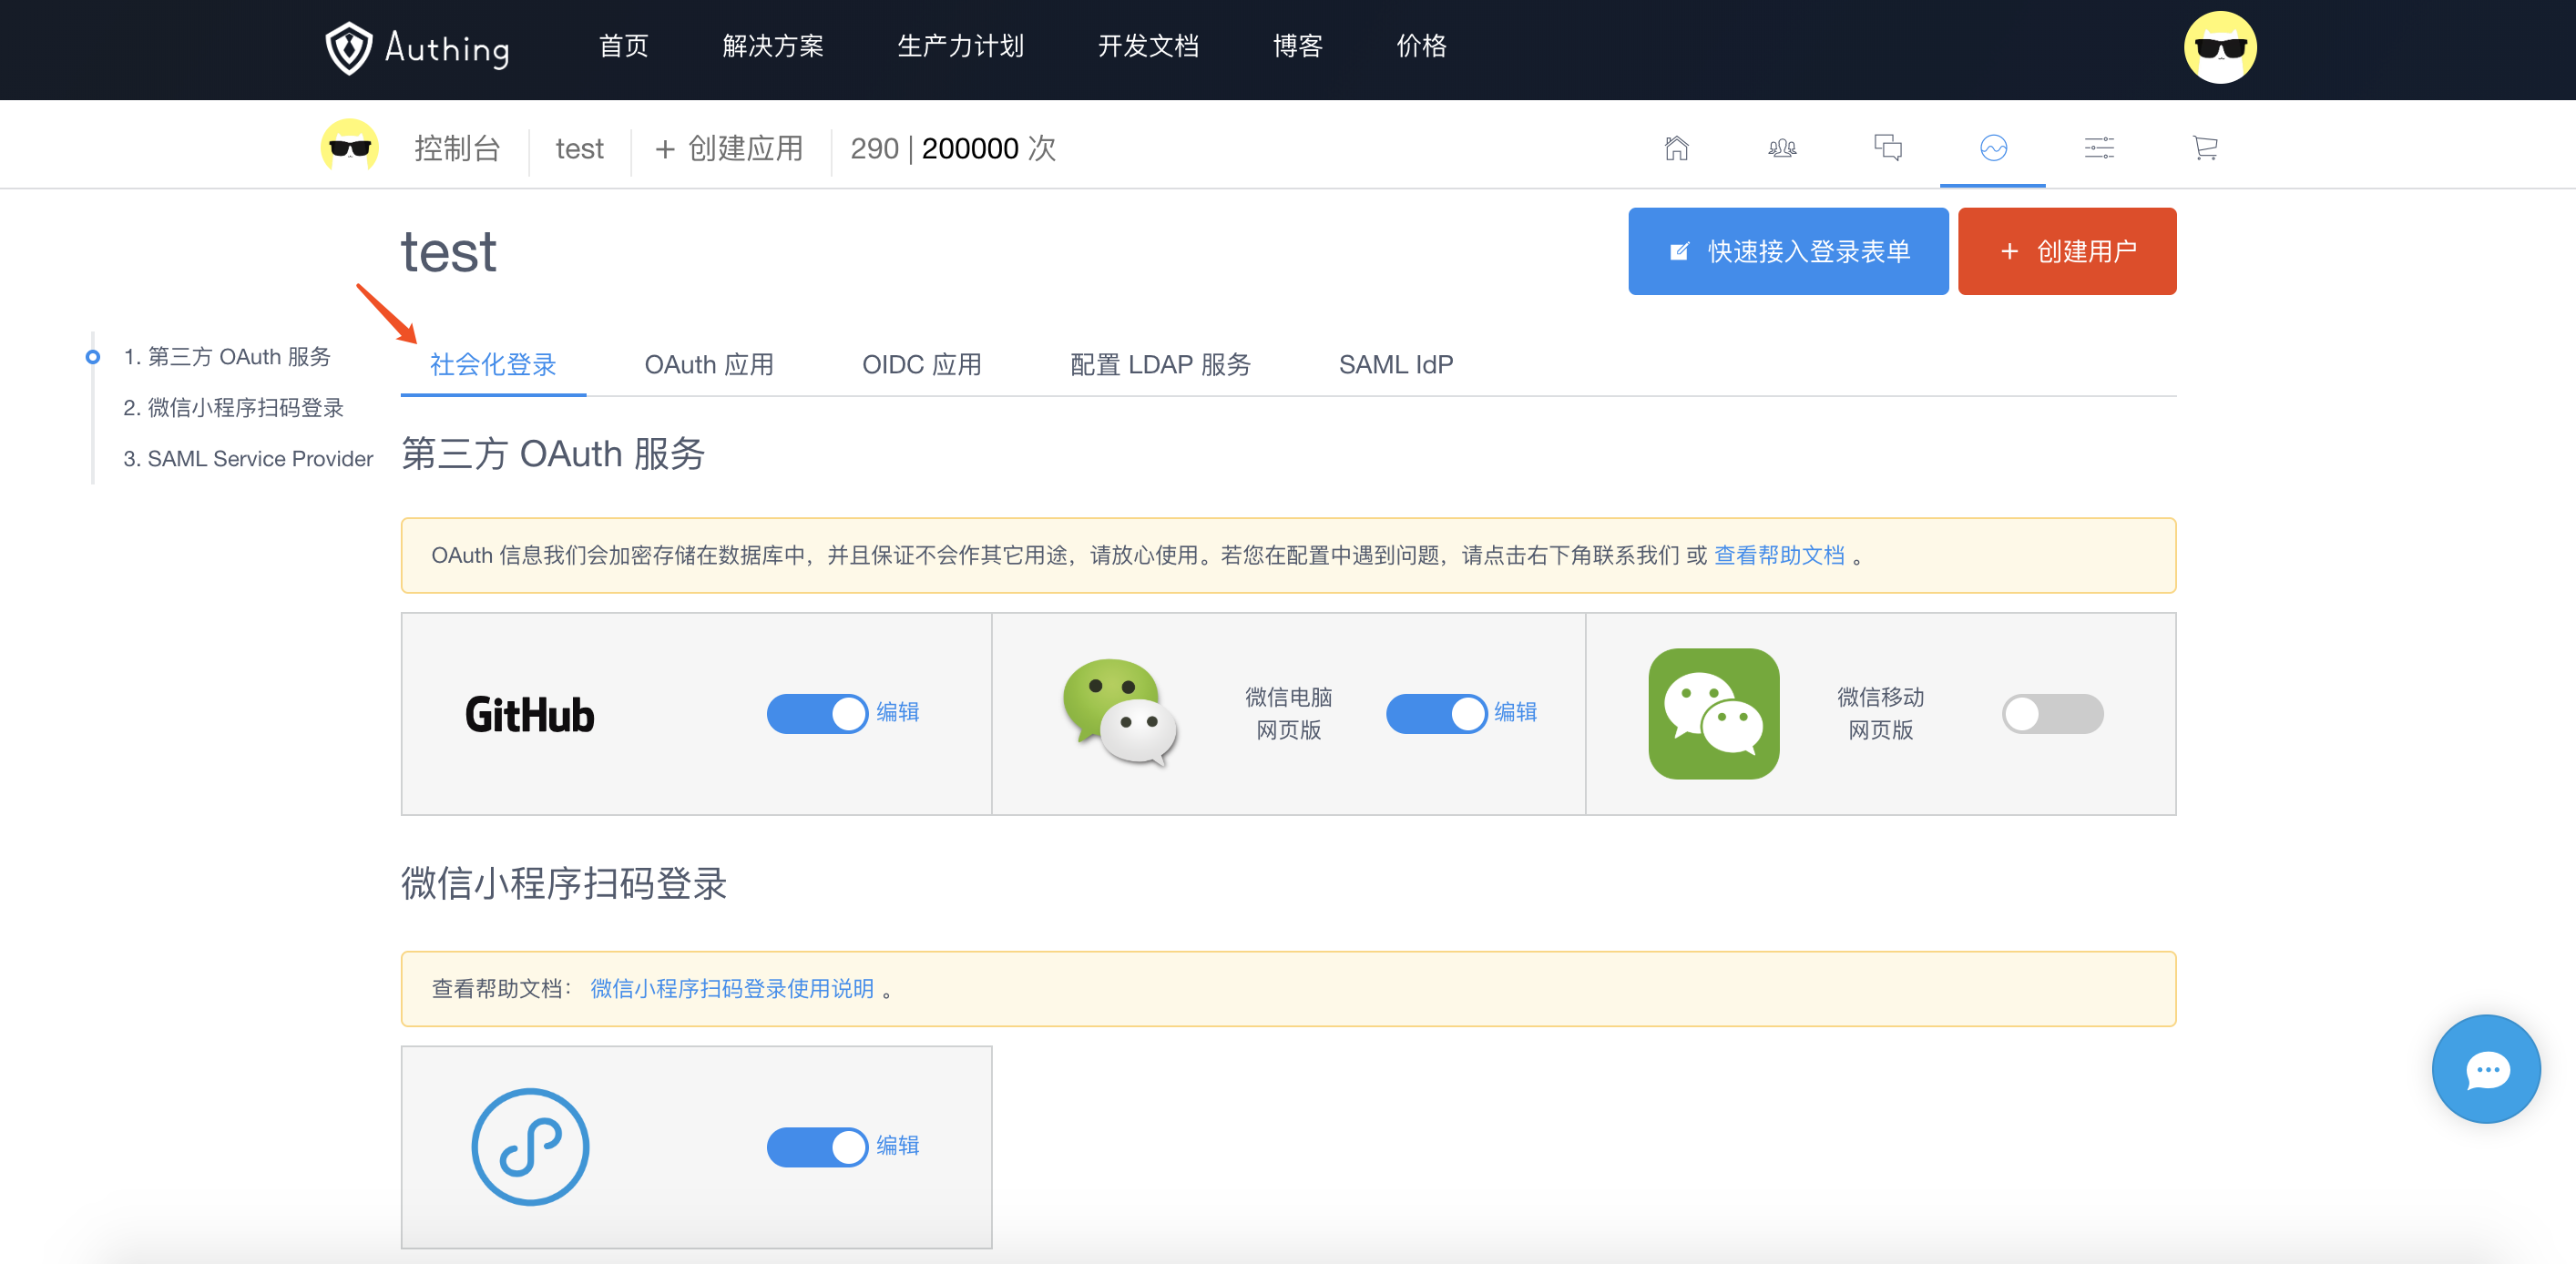 Authing
首页 解决方案 生产力计划 开发文档 博客 价格
控制台 test + 创建应用 290 | 200000 次
test
快速接入登录表单
+ 创建用户
1. 第三方 OAuth 服务
2. 微信小程序扫码登录
3. SAML Service Provider
社会化登录 OAuth 应用 OIDC 应用 配置 LDAP 服务 SAML IdP
第三方 OAuth 服务
OAuth 信息我们会加密存储在数据库中，并且保证不会作其它用途，请放心使用。若您在配置中遇到问题，请点击右下角联系我们 或 查看帮助文档 。
GitHub
编辑
微信电脑
网页版
编辑
微信移动
网页版
微信小程序扫码登录
查看帮助文档： 微信小程序扫码登录使用说明 。
编辑